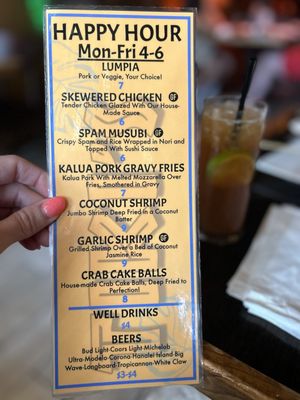 HAPPY HOUR
Mon-Fri 4-6
LUMPIA
Pork or Veggie, Your Choice!
7
SKEWERED CHICKEN GF
Tender Chicken Glazed With Our House-
Made Sauce
6
SPAM MUSUBI GF
Crispy Spam and Rice Wrapped in Nori and
Topped with Sushi Sauce
6
KALUA PORK GRAVY FRIES
Kalua Pork With Melted Mozzarella Over
Fries, Smothered in Gravy
7
COCONUT SHRIMP
Jumbo Shrimp Deep Fried in a Coconut
Batter
9
GARLIC SHRIMP GF
Grilled Shrimp Over a Bed of Coconut
Jasmine Rice
9
CRAB CAKE BALLS
House-made Crab Cake Balls, Deep Fried to
Perfection!
8
WELL DRINKS
$4
BEERS
Bud Light-Coors Light-Michelob
Ultra-Modelo-Corona-Hanalei Island-Big
Wave-Longboard-Tropicannon-White Claw
$3-$4